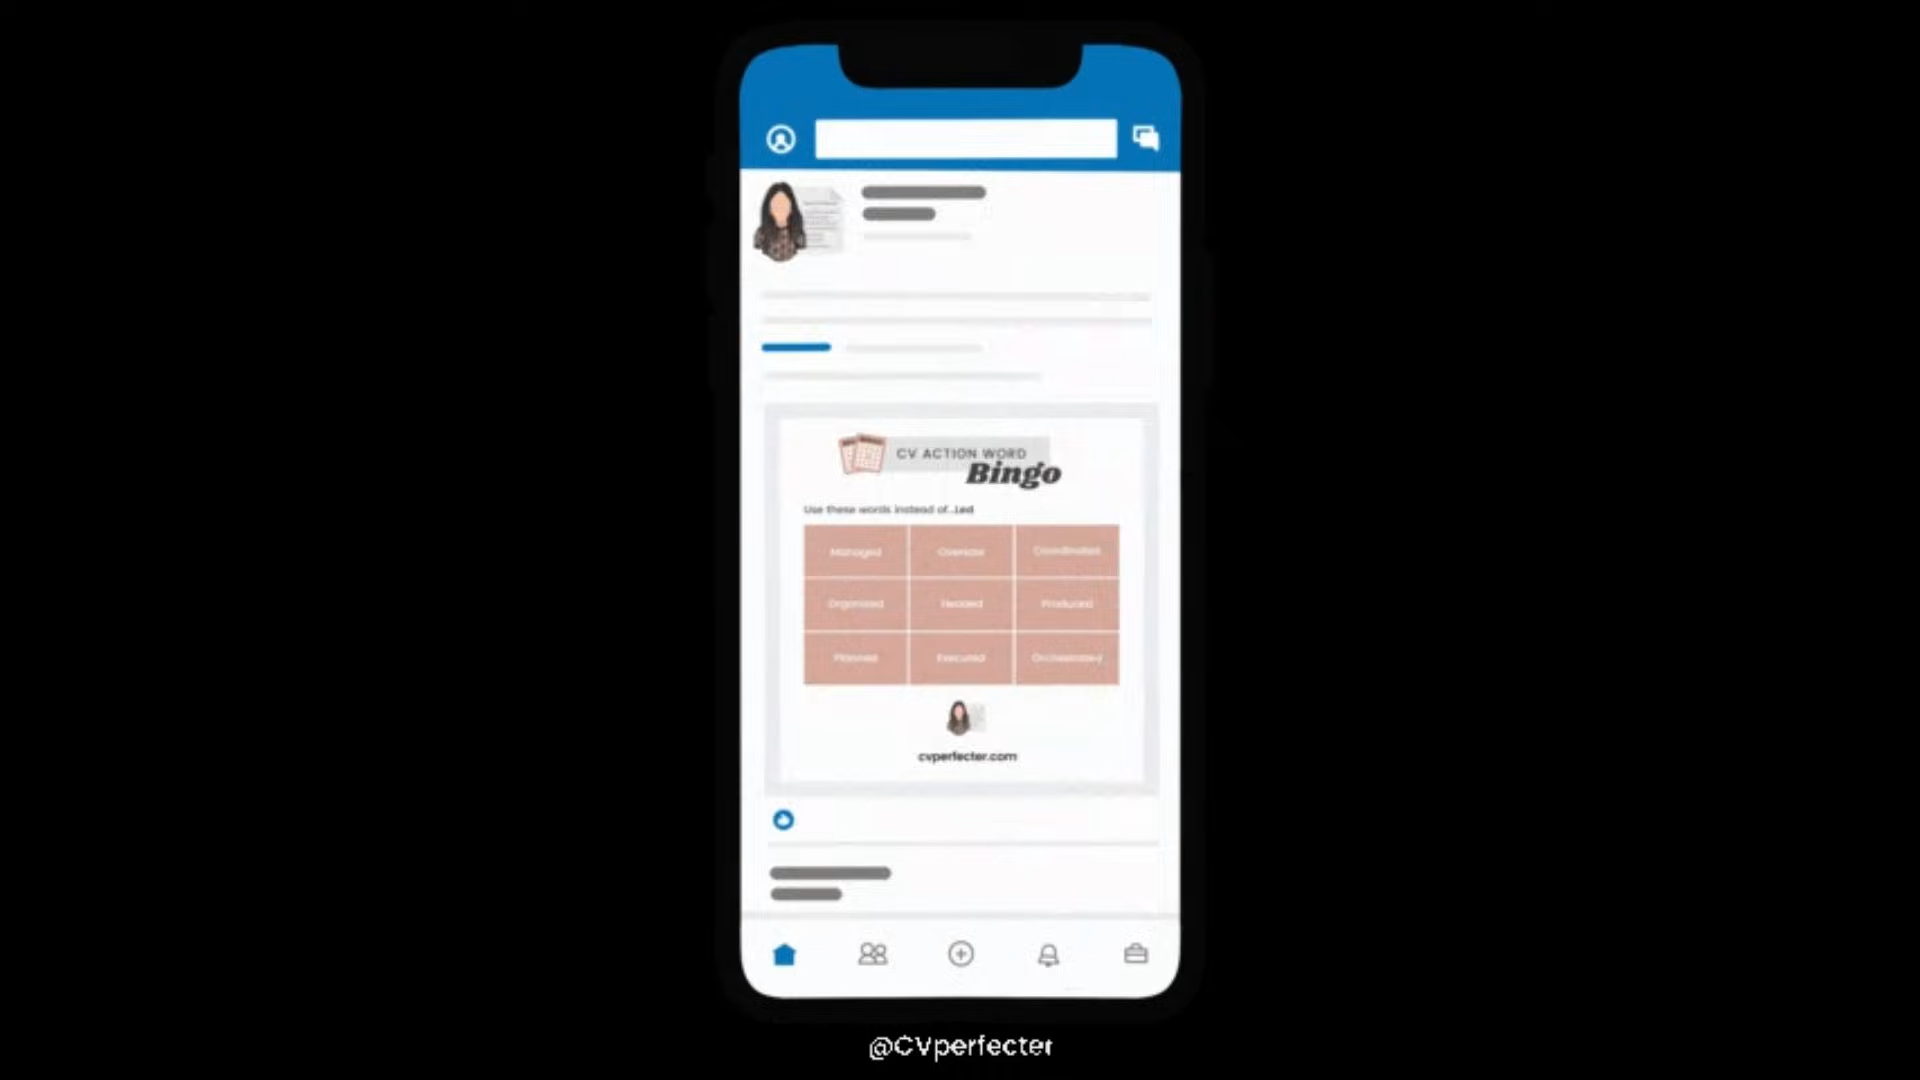 CV ACTION WORD
Bingo
Use these words instead of..Led
Managed Oversaw Coordinated
Organised Headed Produced
Planned Executed Orchestrated
cvperfecter.com
@CVperfecter